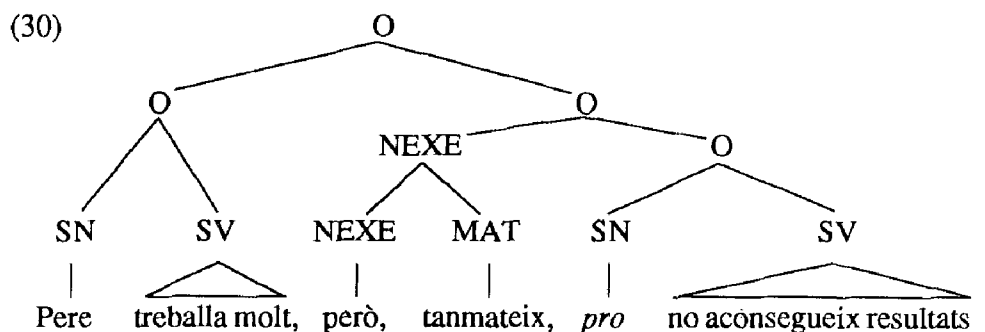 (30) O
O O
NEXE O
SN SV NEXE MAT SN SV
Pere treballa molt, però, tanmateix, pro no aconsegueix resultats